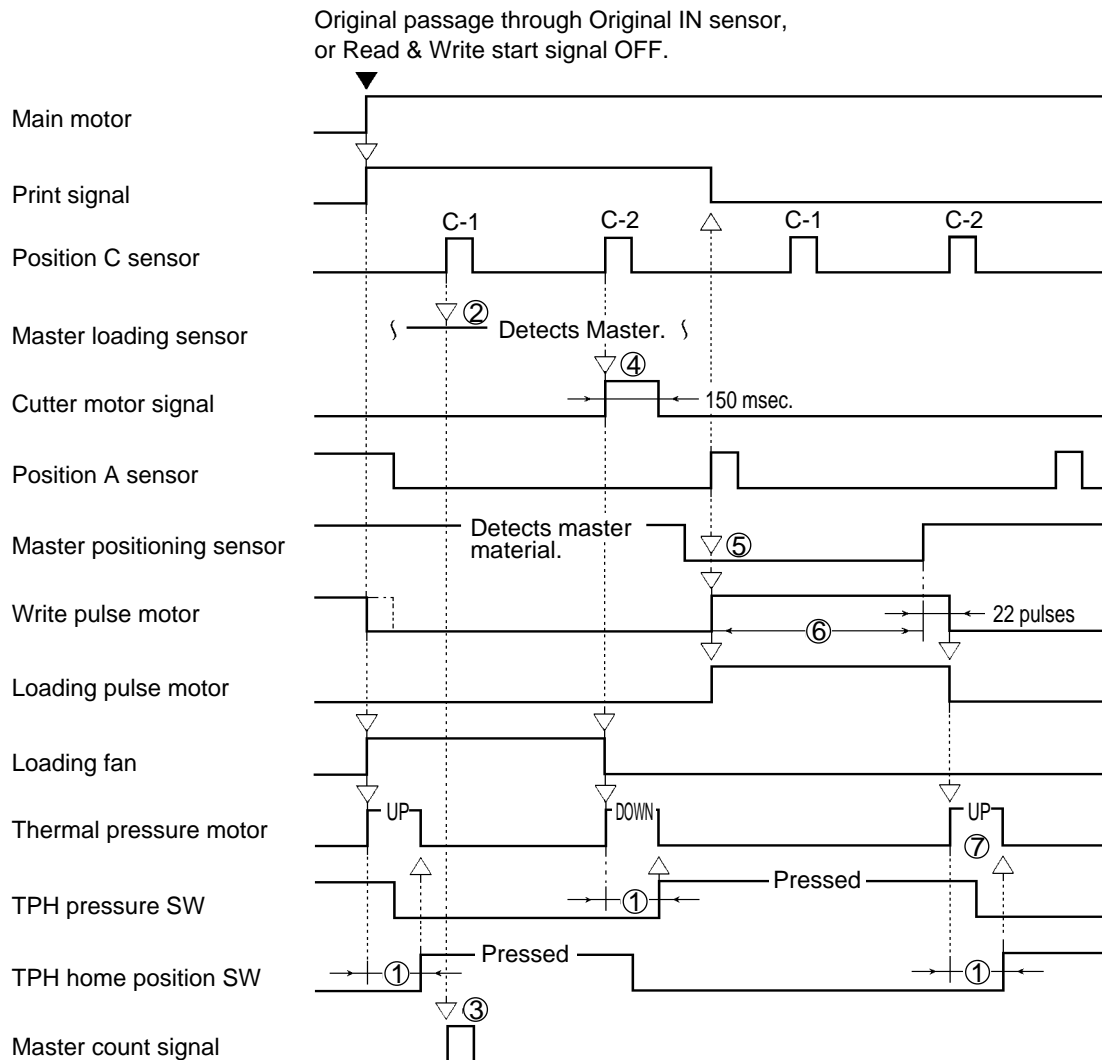 Original passage through Original IN sensor,
or Read & Write start signal OFF.
Main motor
Print signal
C-1 C-2 C-1 C-2
Position C sensor
②
Master loading sensor
Detects Master.
④
Cutter motor signal
150 msec.
Position A sensor
Master positioning sensor
Detects master
material.
⑤
Write pulse motor
22 pulses
⑥
Loading pulse motor
Loading fan
Thermal pressure motor
UP DOWN UP
⑦
TPH pressure SW
① Pressed
TPH home position SW
① Pressed ①
③
Master count signal